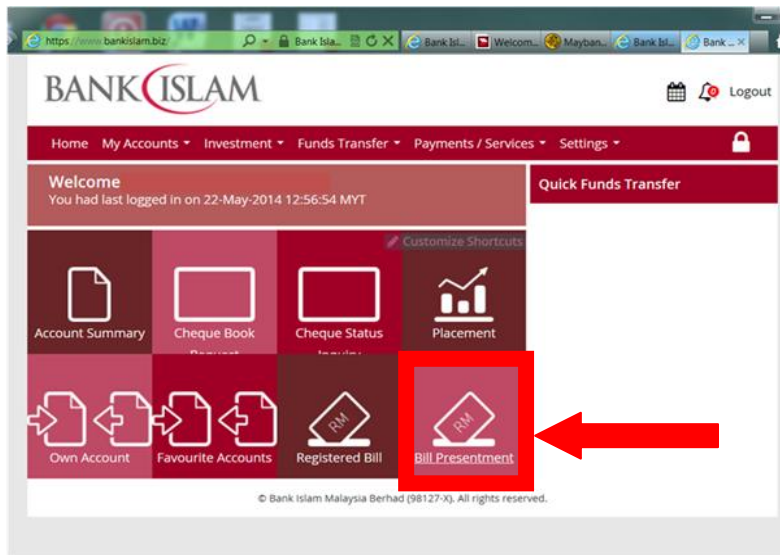 https://www.bankislam.biz/
Bank Isla...
Bank Isl...
Welcom...
Mayban...
Bank Isl...
Bank ...
BANK ISLAM
Logout
Home My Accounts Investment Funds Transfer Payments / Services Settings
Welcome
You had last logged in on 22-May-2014 12:56:54 MYT
Quick Funds Transfer
Customize Shortcuts
Account Summary
Cheque Book
Request
Cheque Status
Inquiry
Placement
Own Account
Favourite Accounts
RM
Registered Bill
RM
Bill Presentment
© Bank Islam Malaysia Berhad (98127-X). All rights reserved.